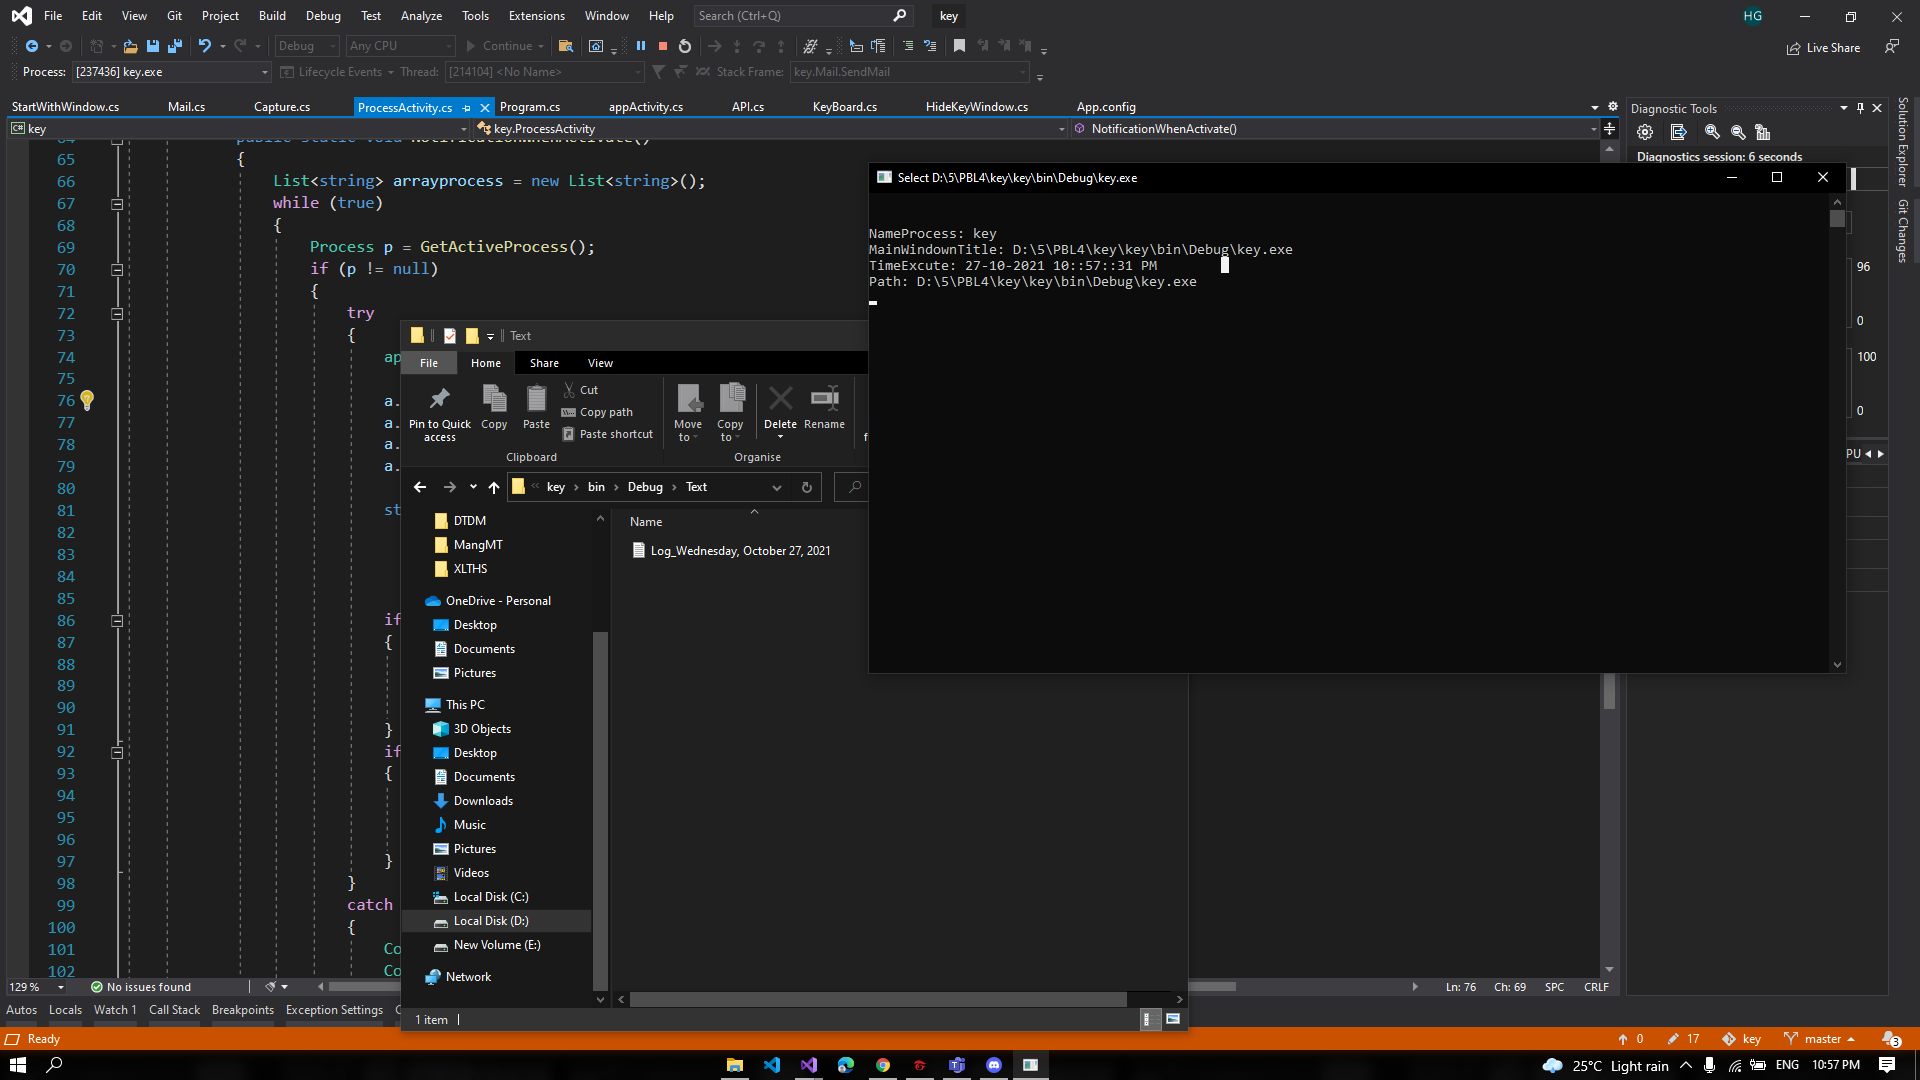 File Edit View Git Project Build Debug Test Analyze Tools Extensions Window Help Search (Ctrl+Q) key HG
Debug Any CPU Continue Live Share
Process: [237436] key.exe Lifecycle Events Thread: [214104] <No Name> Stack Frame: key.Mail.SendMail
StartWithWindow.cs Mail.cs Capture.cs ProcessActivity.cs Program.cs appActivity.cs API.cs KeyBoard.cs HideKeyWindow.cs App.config
C# key key.ProcessActivity NotificationWhenActivate()
Diagnostic Tools
Diagnostics session: 6 seconds
96
0
100
0
PU
Solution Explorer
Git Changes
64 public static void NotificationWhenActivate()
65 {
66 List<string> arrayprocess = new List<string>();
67 while (true)
68 {
69 Process p = GetActiveProcess();
70 if (p != null)
71 {
72 try
73 {
74 ap
75
76 a.
77 a.
78 a.
79 a.
80
81 st
82
83
84
85
86 if
87 {
88
89
90
91 }
92 if
93 {
94
95
96
97 }
98 }
99 catch
100 {
101 Co
102 Co
Select D:\5\PBL4\key\key\bin\Debug\key.exe
NameProcess: key
MainWindownTitle: D:\5\PBL4\key\key\bin\Debug\key.exe
TimeExcute: 27-10-2021 10::57::31 PM
Path: D:\5\PBL4\key\key\bin\Debug\key.exe
Text
File Home Share View
Pin to Quick access
Copy
Paste
Cut
Copy path
Paste shortcut
Clipboard
Move to
Copy to
Delete
Rename
Organise
key bin Debug Text
DTDM
MangMT
XLTHS
OneDrive - Personal
Desktop
Documents
Pictures
This PC
3D Objects
Desktop
Documents
Downloads
Music
Pictures
Videos
Local Disk (C:)
Local Disk (D:)
New Volume (E:)
Network
Name
Log_Wednesday, October 27, 2021
1 item
129 % No issues found Ln: 76 Ch: 69 SPC CRLF
Autos Locals Watch 1 Call Stack Breakpoints Exception Settings C
Ready 0 17 key master 3
25°C Light rain ENG 10:57 PM